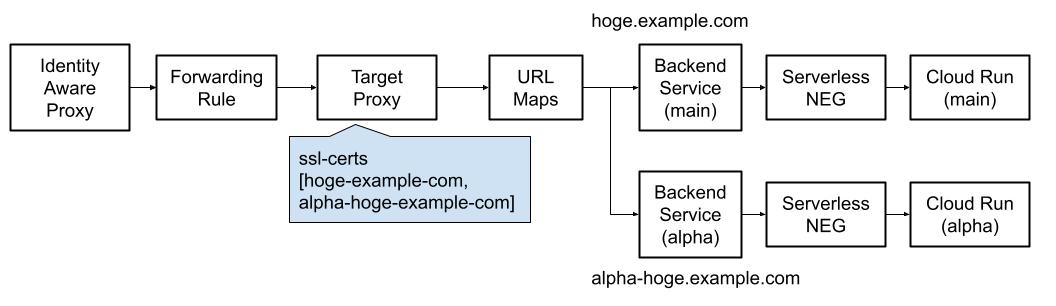 hoge.example.com
Identity
Aware
Proxy
Forwarding
Rule
Target
Proxy
URL
Maps
Backend
Service
(main)
Serverless
NEG
Cloud Run
(main)
ssl-certs
[hoge-example-com,
alpha-hoge-example-com]
Backend
Service
(alpha)
Serverless
NEG
Cloud Run
(alpha)
alpha-hoge.example.com